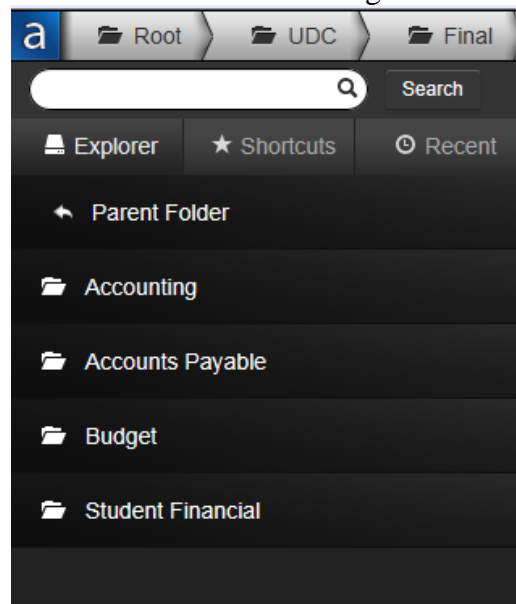 a Root UDC Final
Search
Explorer Shortcuts Recent
Parent Folder
Accounting
Accounts Payable
Budget
Student Financial